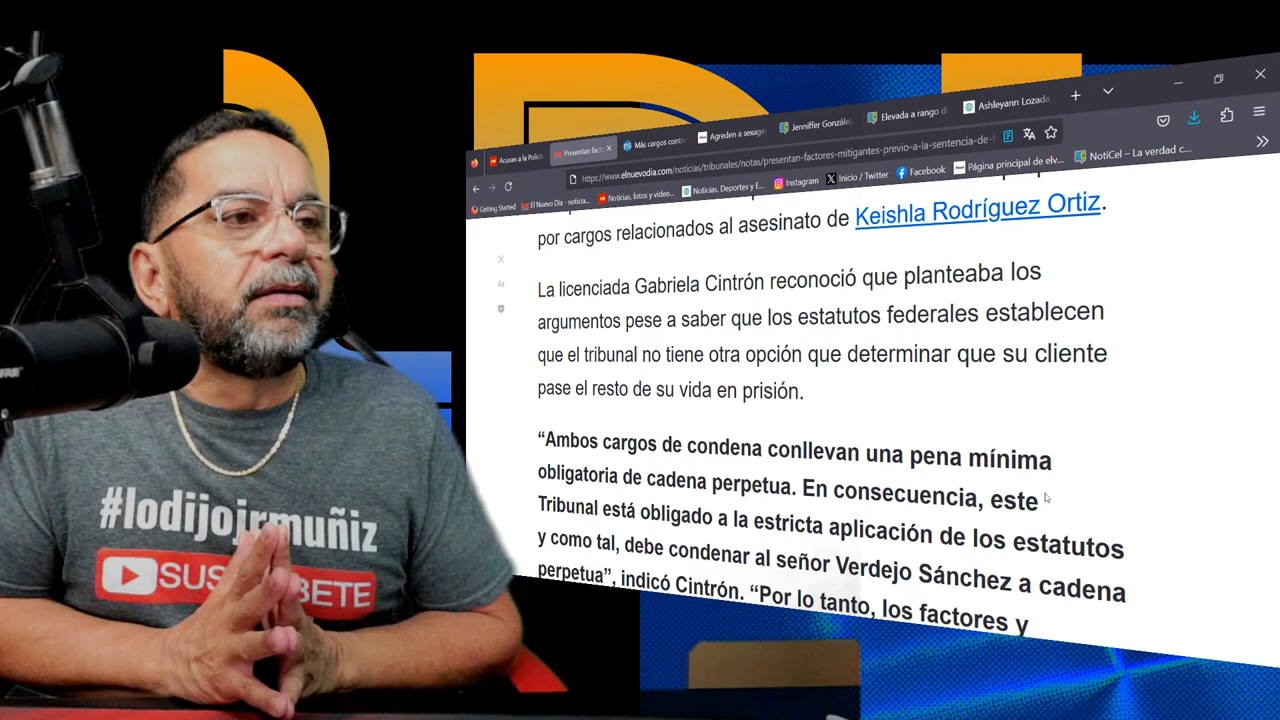 Acusan a la Policí
Presentan facto
Más cargos contra
Agreden a sexage
Jenniffer González
Elevada a rango d
Ashleyann Lozada
https://www.elnuevodia.com/noticias/tribunales/notas/presentan-factores-mitigantes-previo-a-la-sentencia-de-
Getting Started
El Nuevo Día - noticia...
Noticias, fotos y video...
Noticias, Deportes y E...
Instagram
Inicio / Twitter
Facebook
Página principal de elv...
NotiCel – La verdad c...
por cargos relacionados al asesinato de Keishla Rodríguez Ortiz.
La licenciada Gabriela Cintrón reconoció que planteaba los
argumentos pese a saber que los estatutos federales establecen
que el tribunal no tiene otra opción que determinar que su cliente
pase el resto de su vida en prisión.
“Ambos cargos de condena conllevan una pena mínima
obligatoria de cadena perpetua. En consecuencia, este
Tribunal está obligado a la estricta aplicación de los estatutos
y como tal, debe condenar al señor Verdejo Sánchez a cadena
perpetua”, indicó Cintrón. “Por lo tanto, los factores y
#lodijojrmuñiz